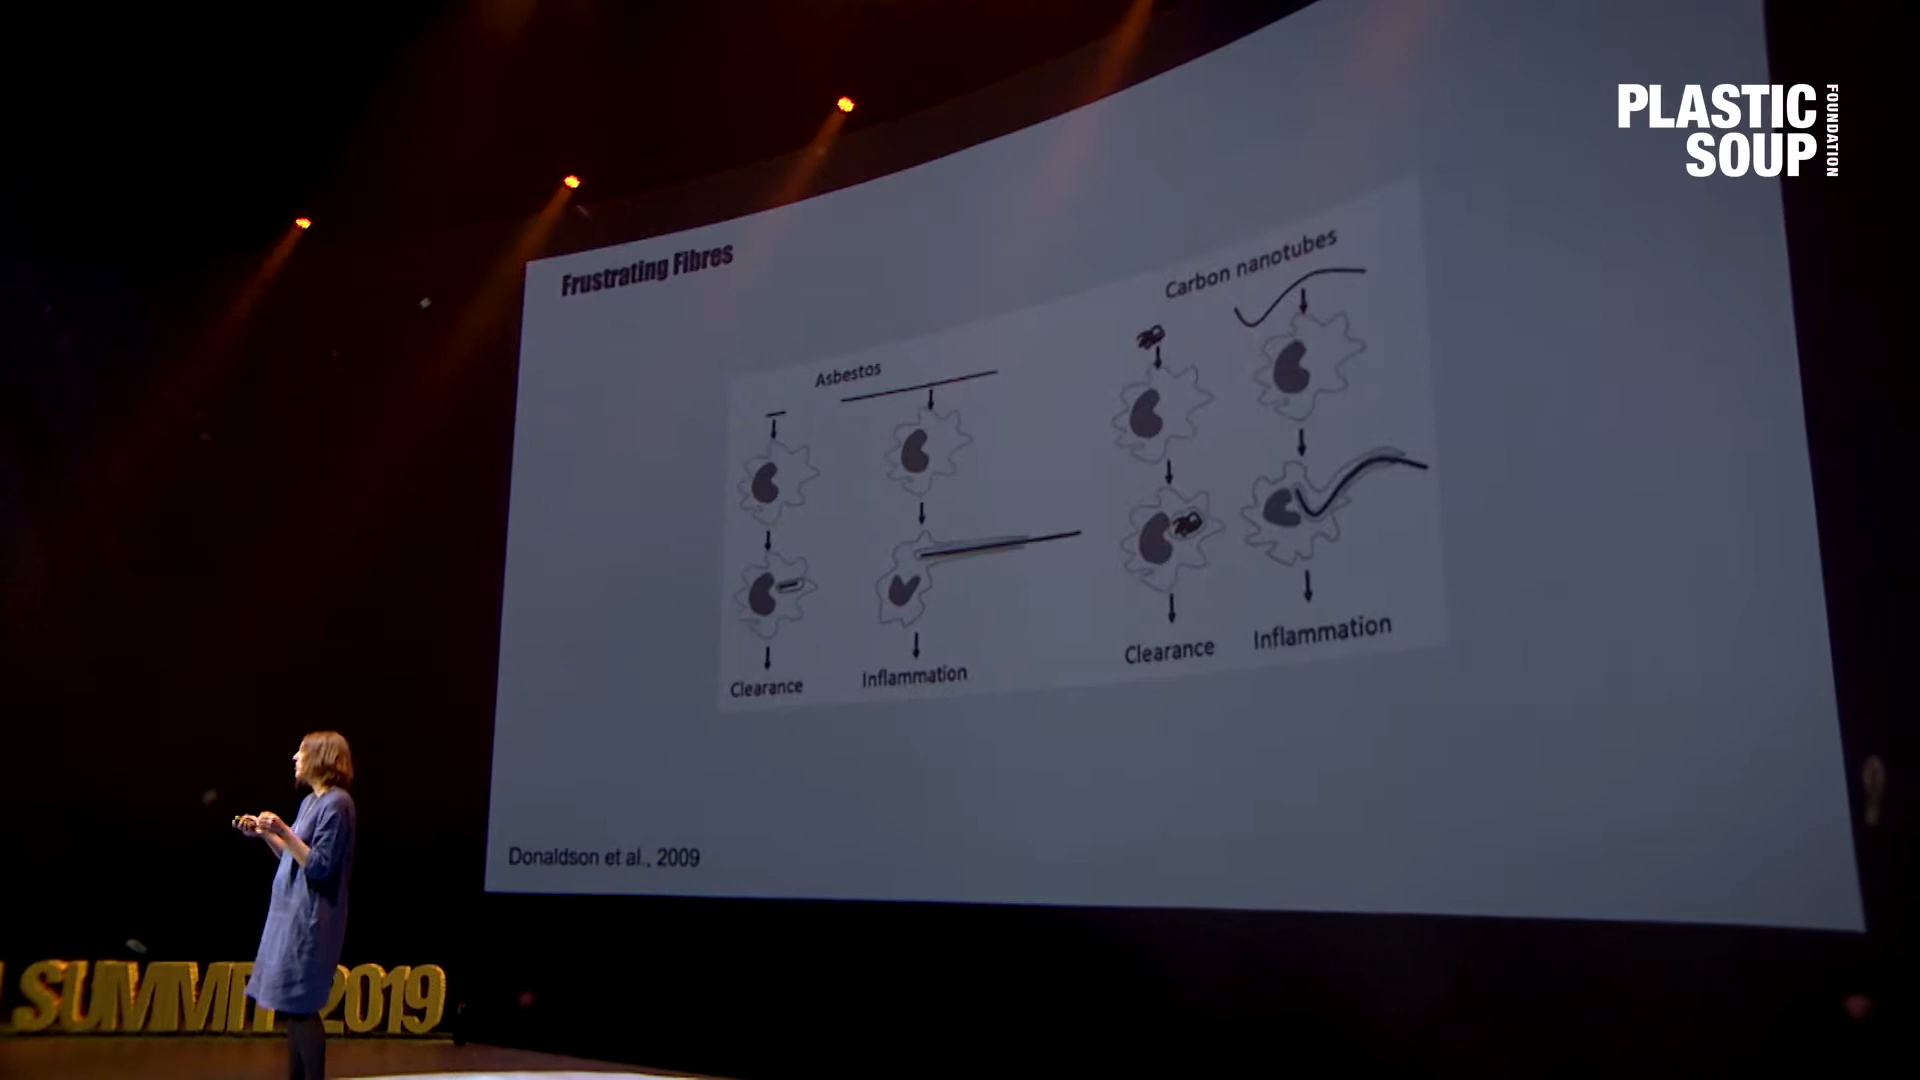 PLASTIC
SOUP
FOUNDATION
Frustrating Fibres
Carbon nanotubes
Asbestos
Clearance
Inflammation
Clearance
Inflammation
Donaldson et al., 2009
SUMMIT 2019